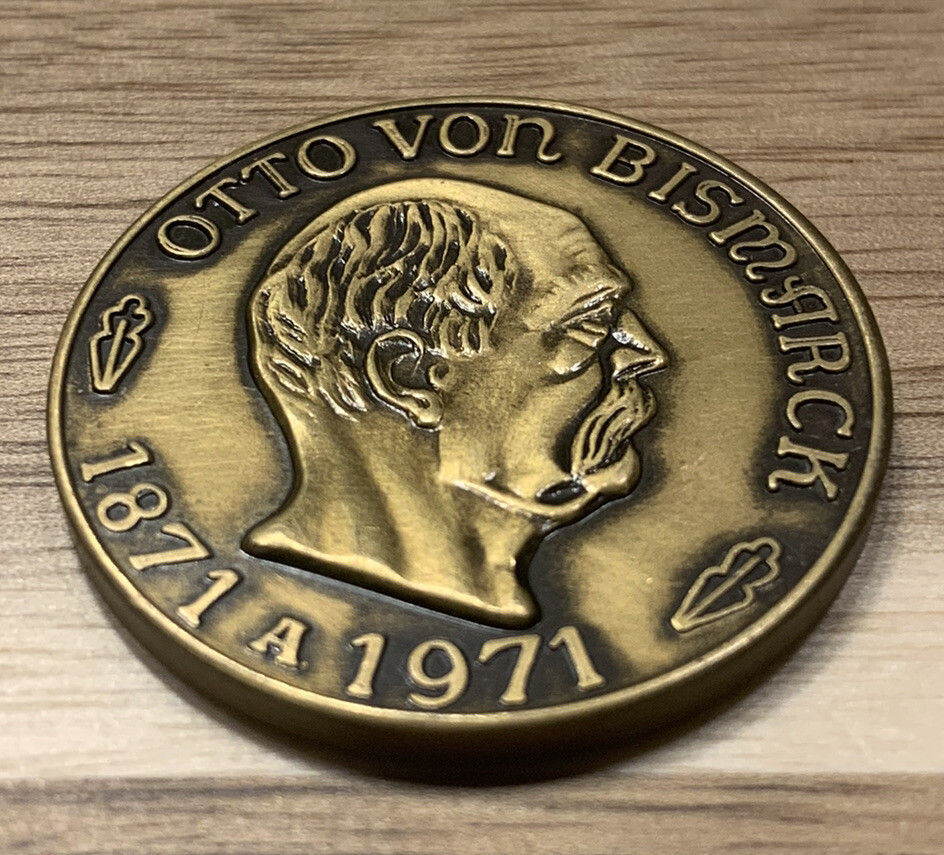 OTTO VON BISMARCK
1871 A 1971